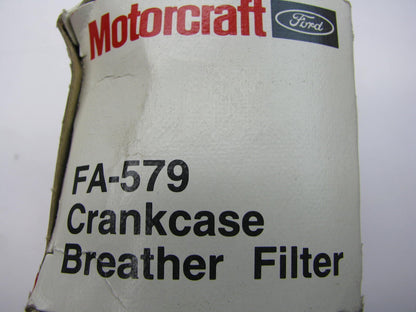 Motorcraft Ford
FA-579
Crankcase
Breather Filter